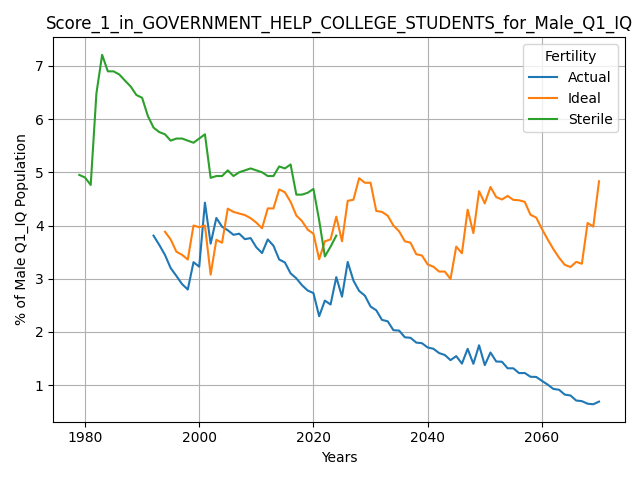 Score_1_in_GOVERNMENT_HELP_COLLEGE_STUDENTS_for_Male_Q1_IQ
Fertility
Actual
Ideal
Sterile
% of Male Q1_IQ Population
7
6
5
4
3
2
1
1980 2000 2020 2040 2060
Years